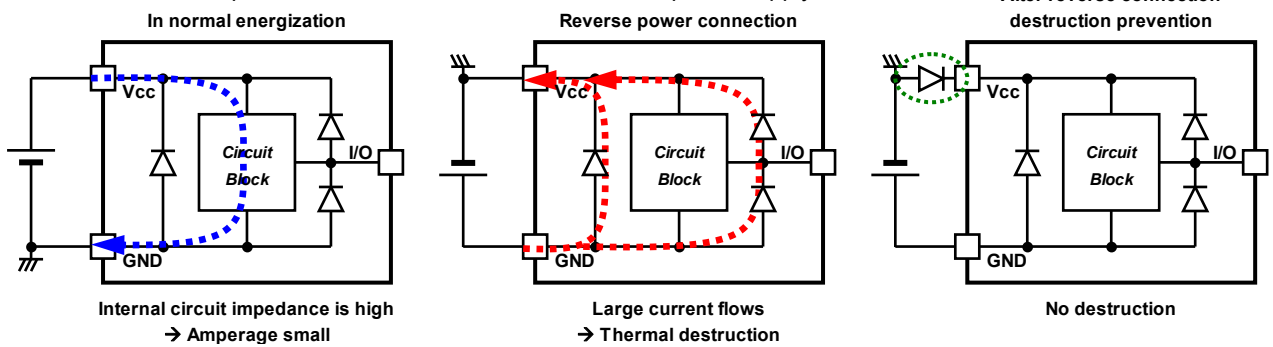 In normal energization
Reverse power connection
destruction prevention
Vcc
Circuit
Block
I/O
GND
Vcc
Circuit
Block
I/O
GND
Vcc
Circuit
Block
I/O
GND
Internal circuit impedance is high
→ Amperage small
Large current flows
→ Thermal destruction
No destruction